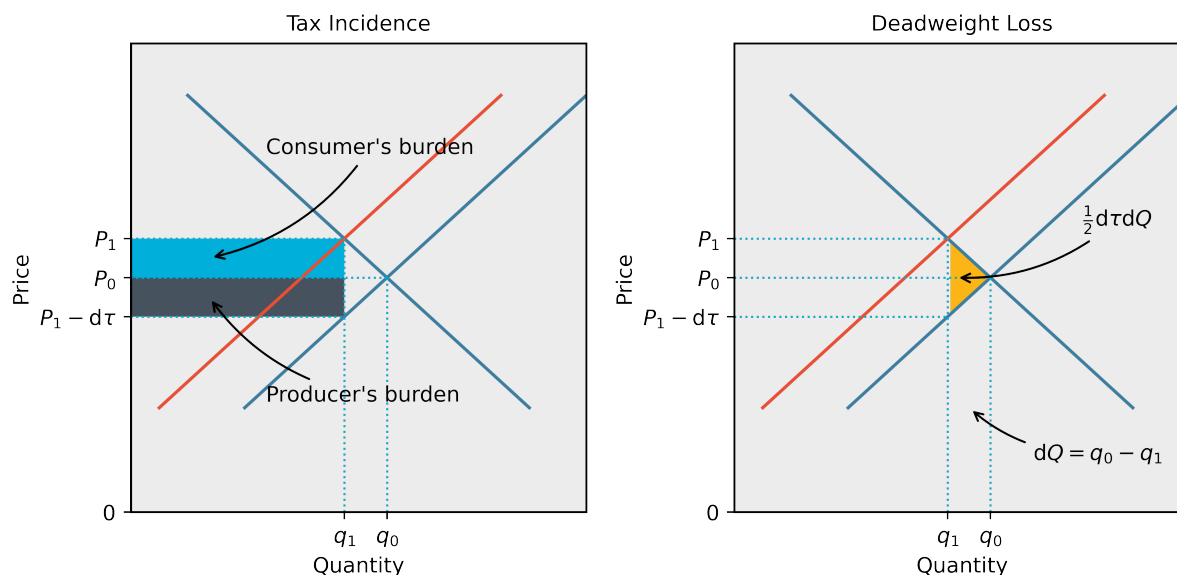 Tax Incidence
Consumer's burden
P₁
P₀
P₁ − dτ
Producer's burden
0
q₁ q₀
Price
Quantity
Deadweight Loss
½dτdQ
P₁
P₀
P₁ − dτ
dQ = q₀ − q₁
0
q₁ q₀
Price
Quantity